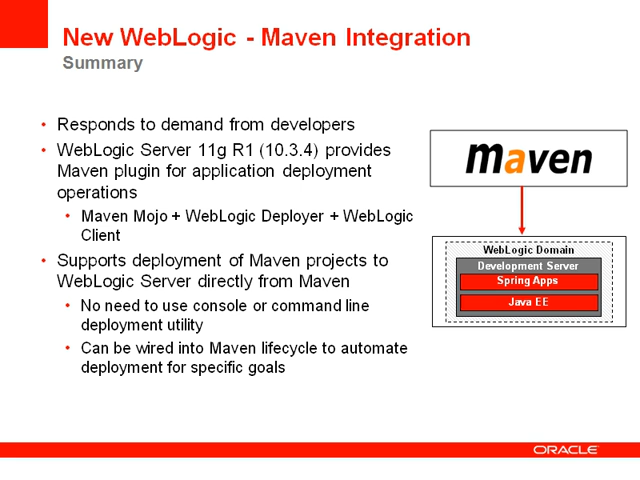 New WebLogic - Maven Integration
Summary
• Responds to demand from developers
• WebLogic Server 11g R1 (10.3.4) provides
Maven plugin for application deployment
operations
• Maven Mojo + WebLogic Deployer + WebLogic
Client
• Supports deployment of Maven projects to
WebLogic Server directly from Maven
• No need to use console or command line
deployment utility
• Can be wired into Maven lifecycle to automate
deployment for specific goals
maven
WebLogic Domain
Development Server
Spring Apps
Java EE
ORACLE